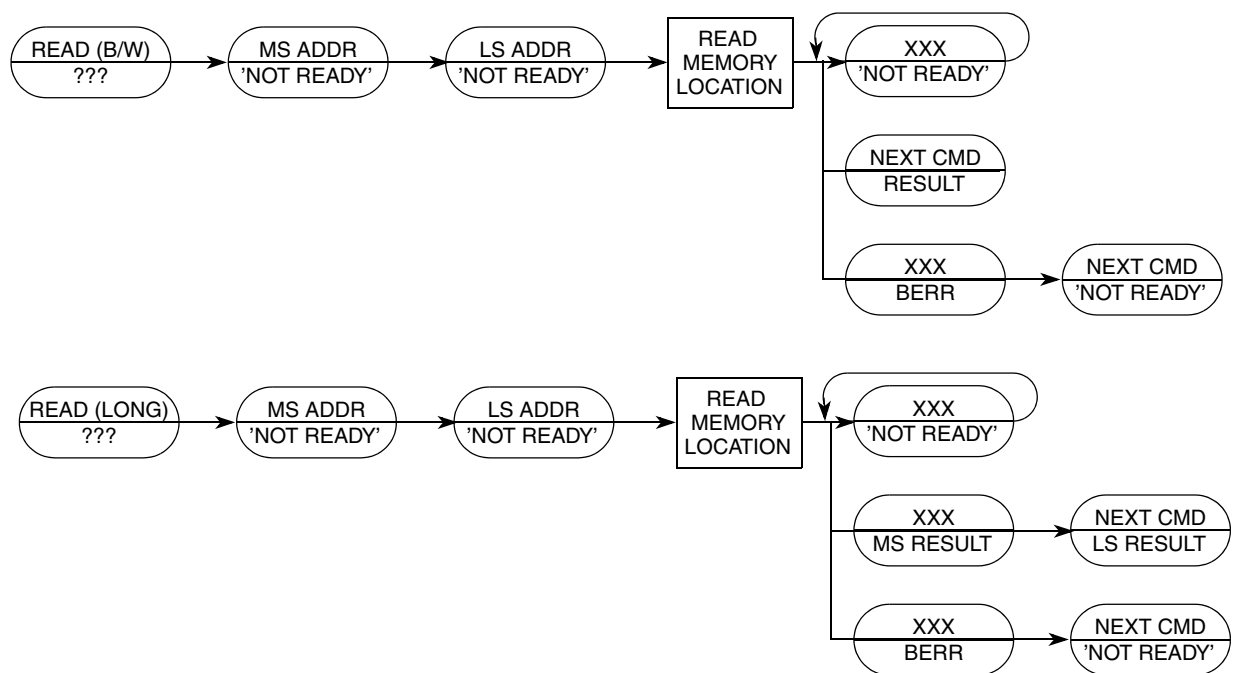 READ (B/W)
???
MS ADDR
'NOT READY'
LS ADDR
'NOT READY'
READ
MEMORY
LOCATION
XXX
'NOT READY'
NEXT CMD
RESULT
XXX
BERR
NEXT CMD
'NOT READY'
READ (LONG)
???
MS ADDR
'NOT READY'
LS ADDR
'NOT READY'
READ
MEMORY
LOCATION
XXX
'NOT READY'
XXX
MS RESULT
NEXT CMD
LS RESULT
XXX
BERR
NEXT CMD
'NOT READY'